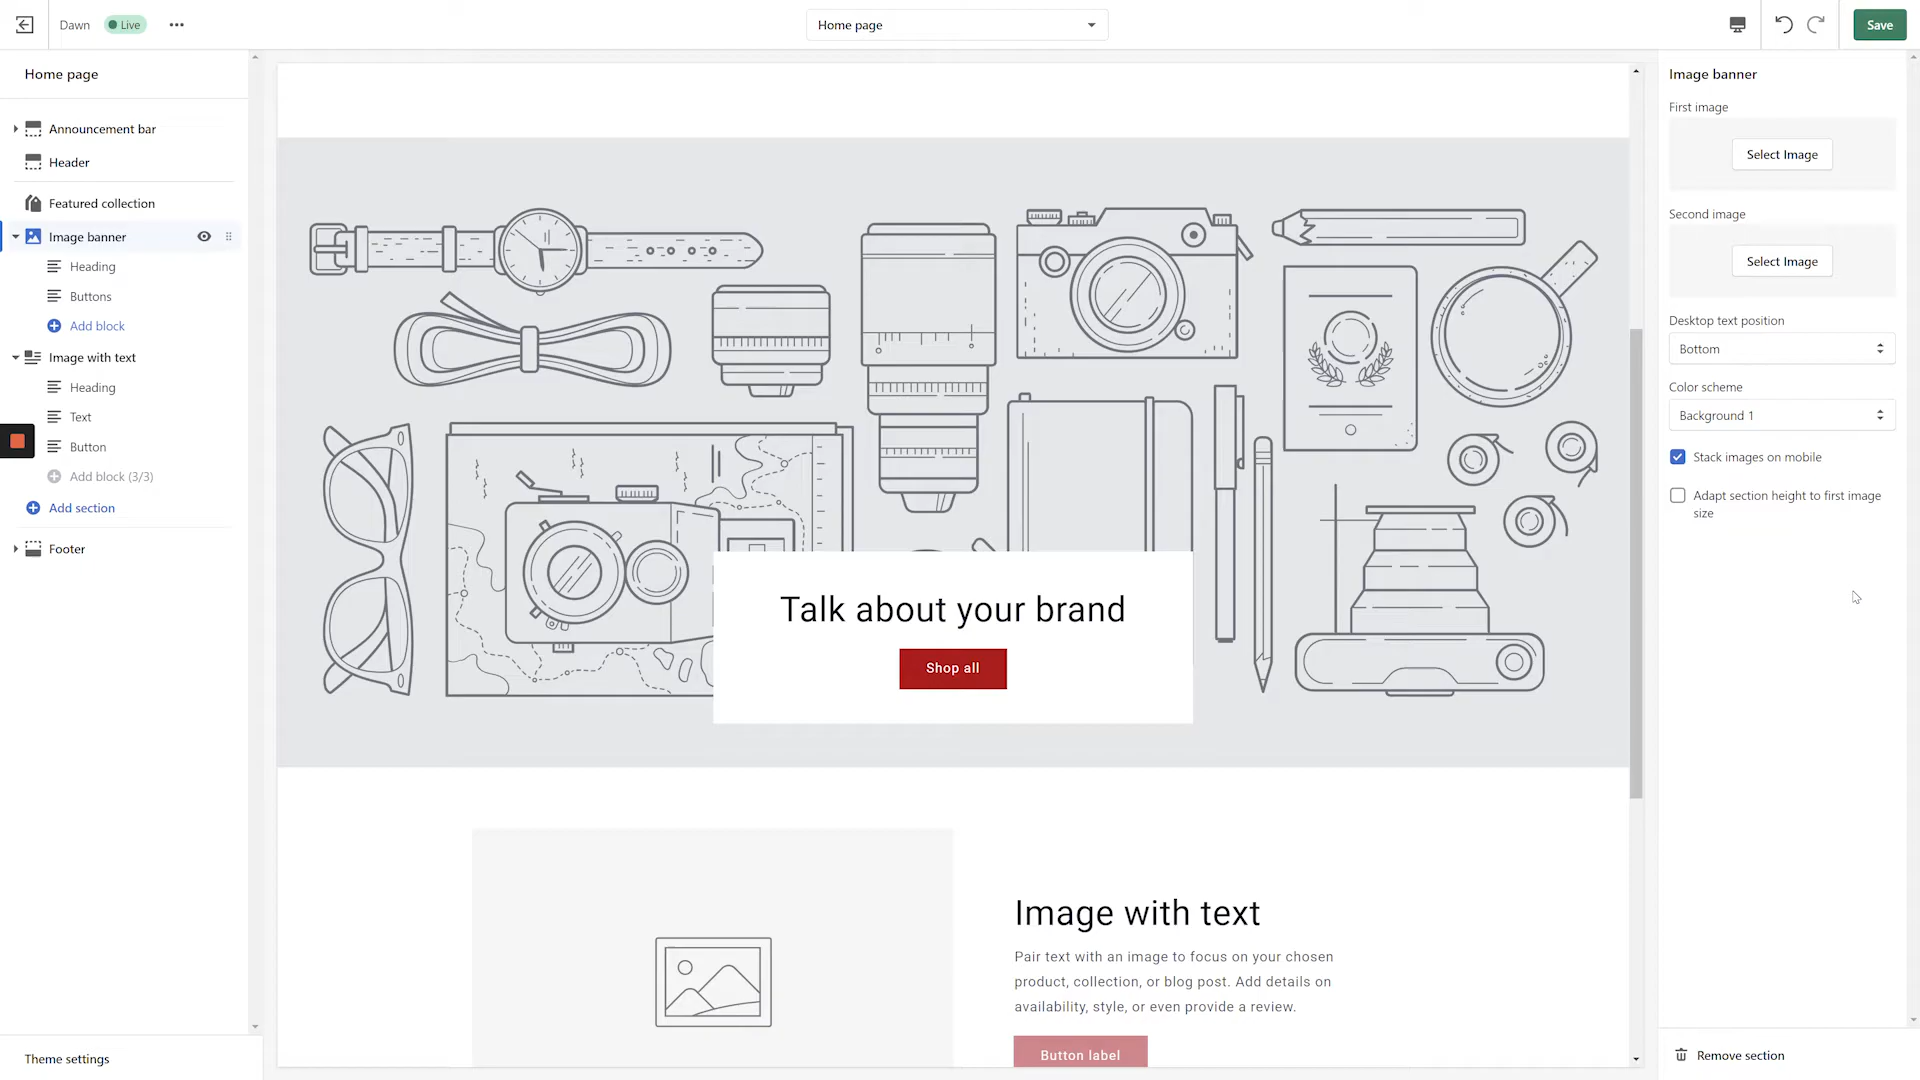 Dawn
Live
Home page
Save
Home page
Announcement bar
Header
Featured collection
Image banner
Heading
Buttons
Add block
Image with text
Heading
Text
Button
Add block (3/3)
Add section
Footer
Theme settings
Talk about your brand
Shop all
Image with text
Pair text with an image to focus on your chosen
product, collection, or blog post. Add details on
availability, style, or even provide a review.
Button label
Image banner
First image
Select Image
Second image
Select Image
Desktop text position
Bottom
Color scheme
Background 1
Stack images on mobile
Adapt section height to first image
size
Remove section